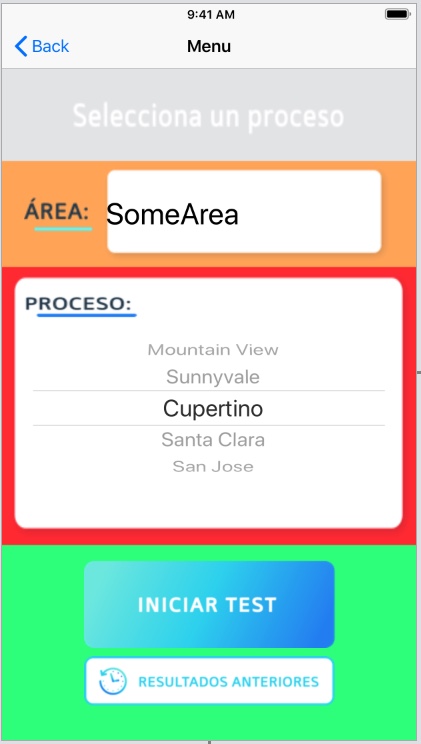 9:41 AM
Back
Menu
Selecciona un proceso
ÁREA:
SomeArea
PROCESO:
Mountain View
Sunnyvale
Cupertino
Santa Clara
San Jose
INICIAR TEST
RESULTADOS ANTERIORES